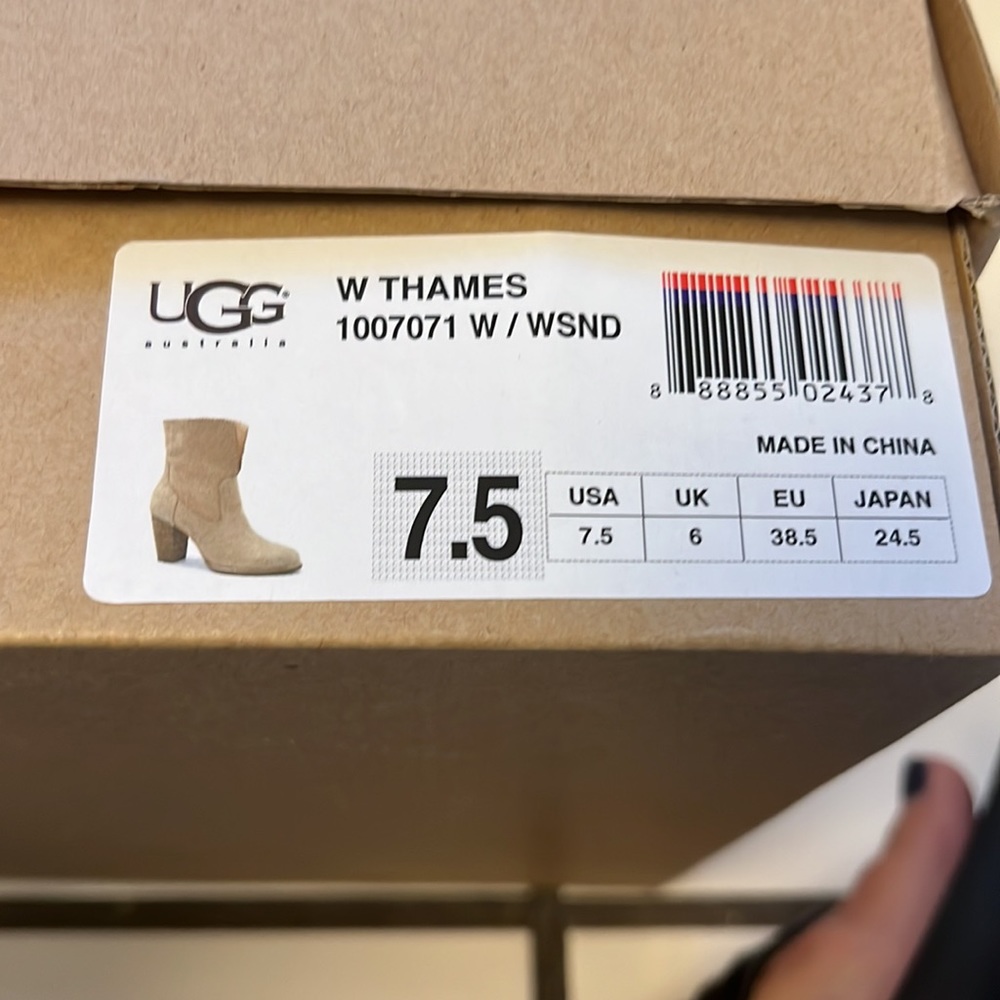 UGG®
australia
W THAMES
1007071 W / WSND
8 88855 02437 8
MADE IN CHINA
7.5
USA UK EU JAPAN
7.5 6 38.5 24.5